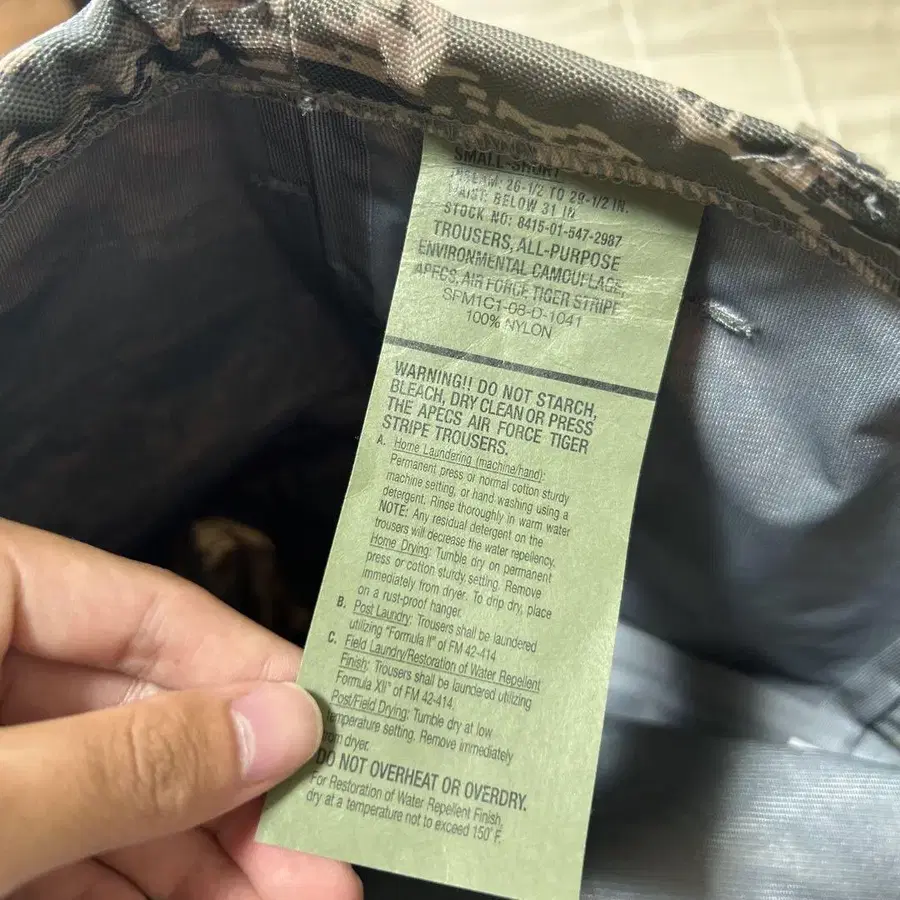 SMALL-SHORT
INSEAM: 26-1/2 TO 29-1/2 IN.
WAIST: BELOW 31 IN
STOCK NO: 8415-01-547-2987
TROUSERS, ALL-PURPOSE
ENVIRONMENTAL CAMOUFLAGE,
APECS, AIR FORCE TIGER STRIPE
SFM1C1-08-D-1041
100% NYLON
WARNING!! DO NOT STARCH,
BLEACH, DRY CLEAN OR PRESS
THE APECS AIR FORCE TIGER
STRIPE TROUSERS.
A. Home Laundering (machine/hand):
Permanent press or normal cotton sturdy
machine setting, or hand washing using a
detergent. Rinse thoroughly in warm water
NOTE: Any residual detergent on the
trousers will decrease the water repellency.
Home Drying: Tumble dry on permanent
press or cotton sturdy setting. Remove
immediately from dryer. To drip dry, place
on a rust-proof hanger.
B. Post Laundry: Trousers shall be laundered
utilizing "Formula II" of FM 42-414
C. Field Laundry/Restoration of Water Repellent
Finish: Trousers shall be laundered utilizing
Formula XII" of FM 42-414.
Post/Field Drying: Tumble dry at low
temperature setting. Remove immediately
from dryer.
DO NOT OVERHEAT OR OVERDRY.
For Restoration of Water Repellent Finish,
dry at a temperature not to exceed 150°F.